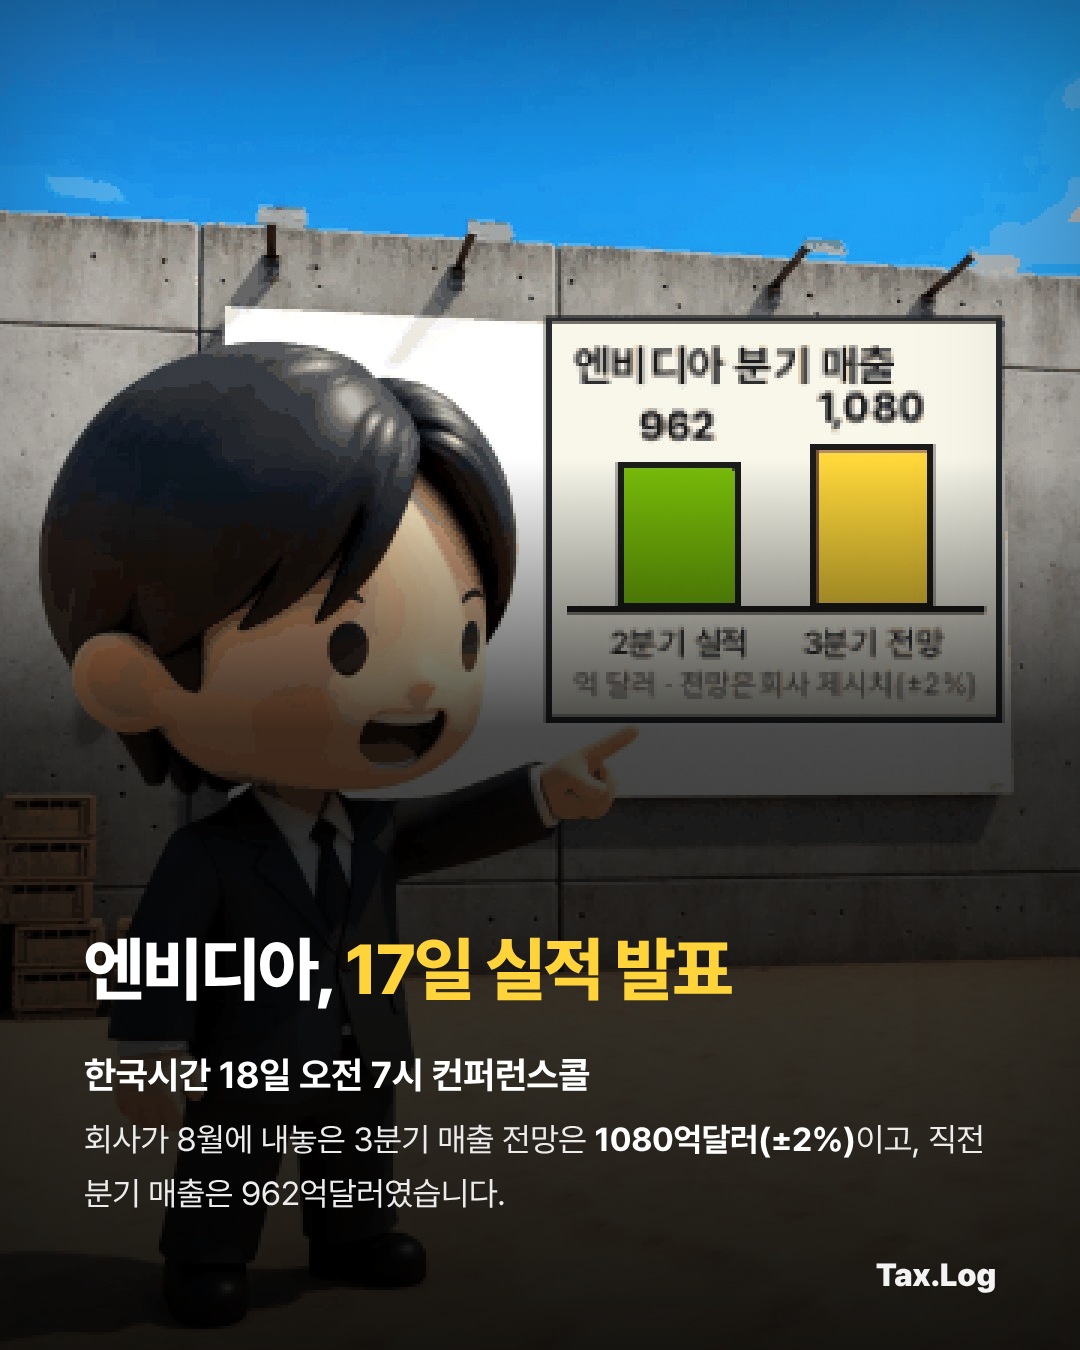 엔비디아 분기 매출
962
1,080
2분기 실적 3분기 전망
억 달러 · 전망은 회사 제시치(±2%)
엔비디아, 17일 실적 발표
한국시간 18일 오전 7시 컨퍼런스콜
회사가 8월에 내놓은 3분기 매출 전망은 1080억달러(±2%)이고, 직전
분기 매출은 962억달러였습니다.
Tax.Log